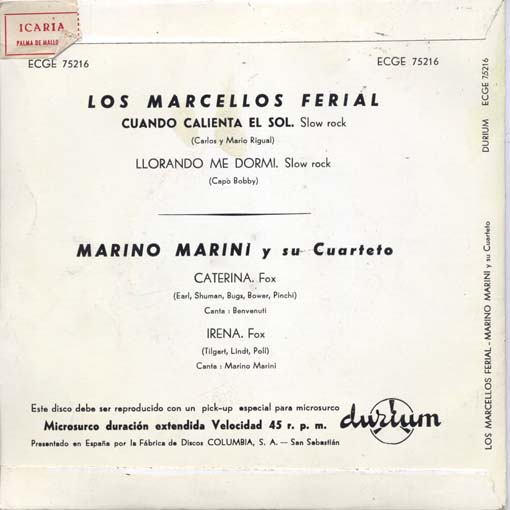 ICARIA
PALMA DE MALLO
ECGE 75216
ECGE 75216
LOS MARCELLOS FERIAL
CUANDO CALIENTA EL SOL. Slow rock
(Carlos y Mario Rigual)
LLORANDO ME DORMI. Slow rock
(Capò Bobby)
MARINO MARINI y su Cuarteto
CATERINA. Fox
(Earl, Shuman, Bugs, Bower, Pinchi)
Canta : Benvenuti
IRENA. Fox
(Tilgert, Lindt, Poli)
Canta : Marino Marini
Este disco debe ser reproducido con un pick-up especial para microsurco
Microsurco duración extendida Velocidad 45 r. p. m.
Presentado en España por la Fábrica de Discos COLUMBIA, S. A. — San Sebastián
durium
LOS MARCELLOS FERIAL - MARINO MARINI y su Cuarteto DURIUM ECGE 75216